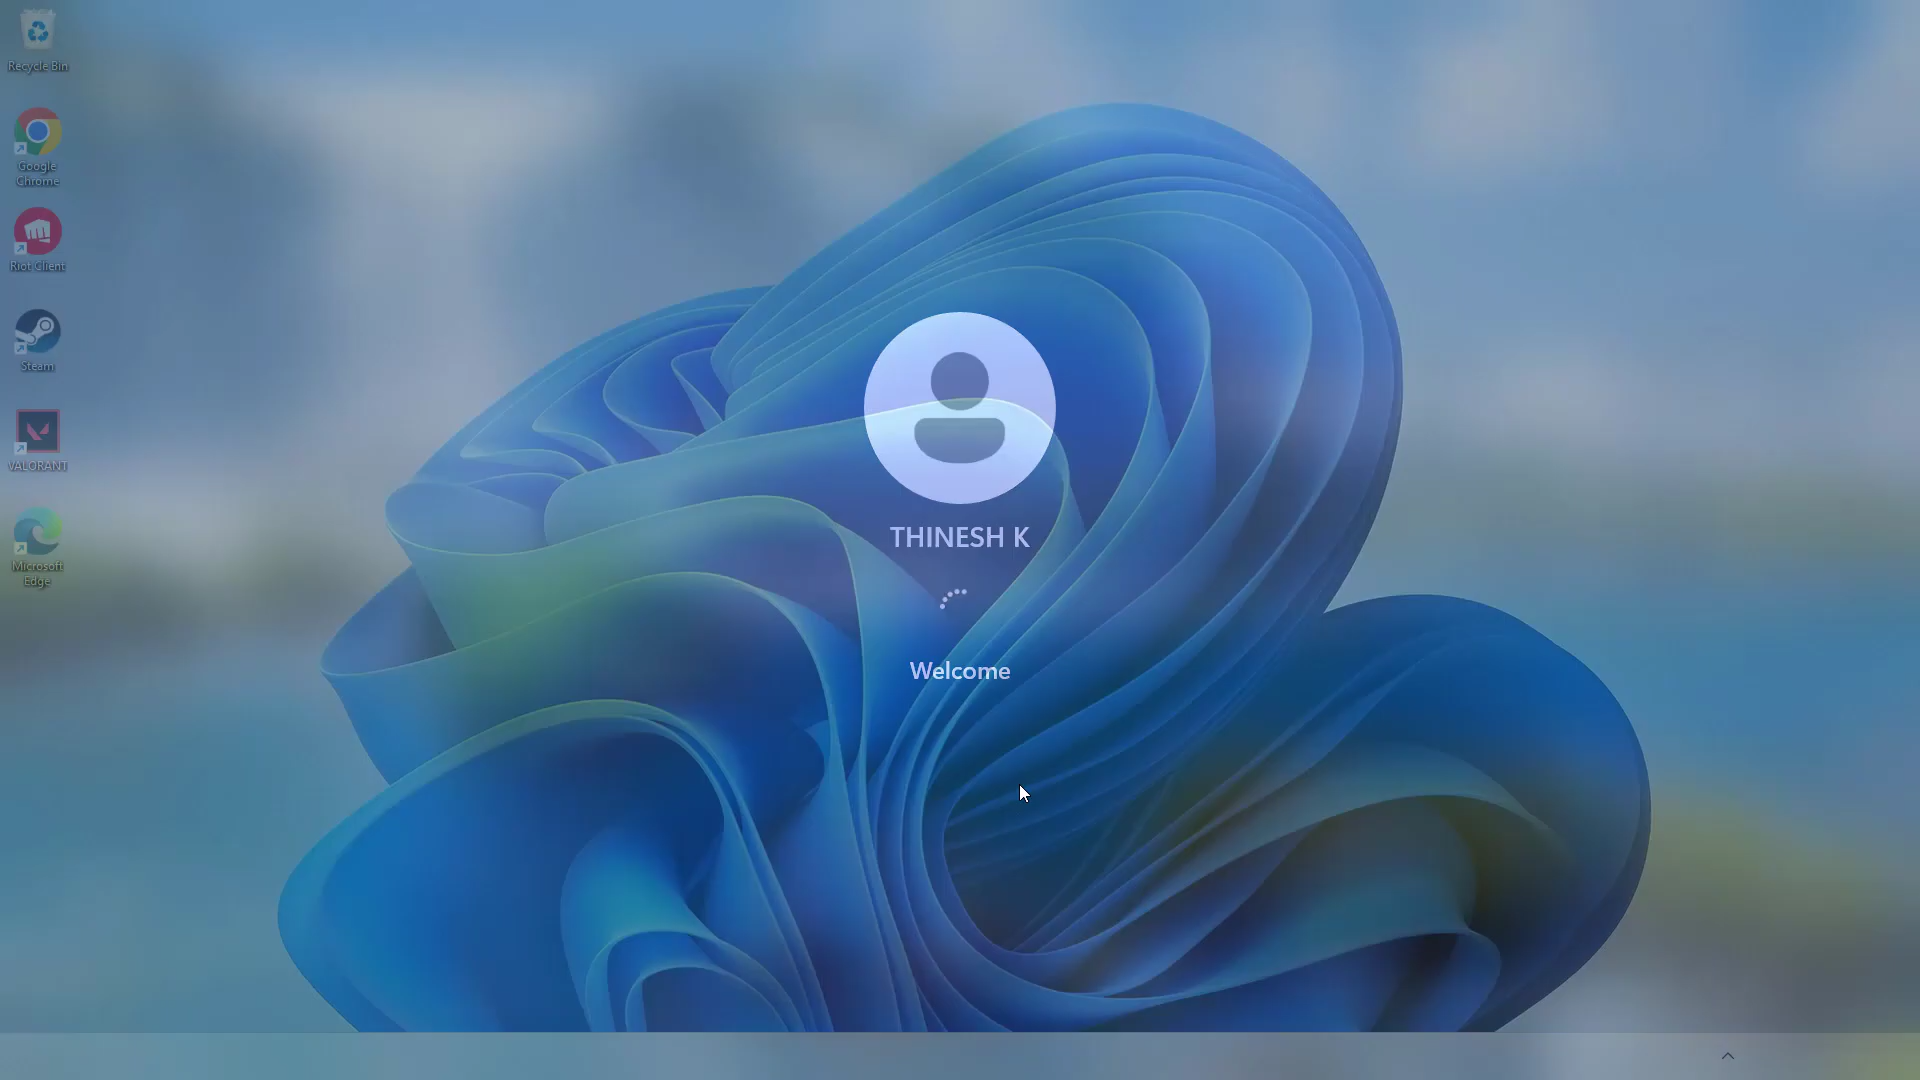 Recycle Bin
Google
Chrome
Riot Client
Steam
VALORANT
Microsoft
Edge
THINESH K
Welcome